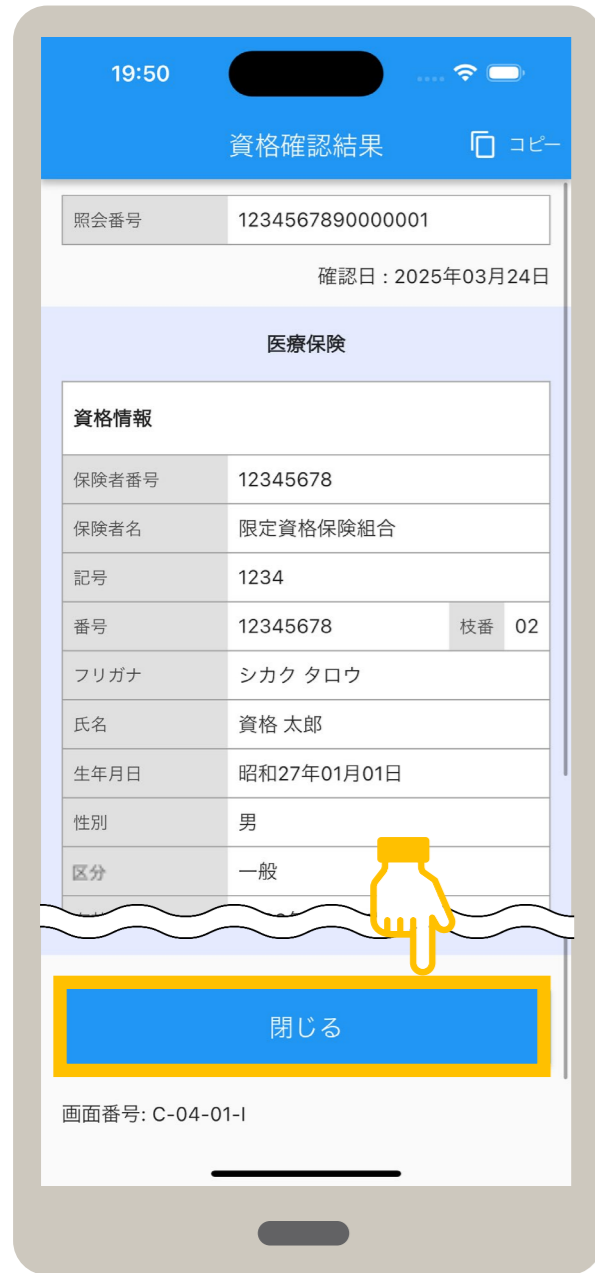 19:50
資格確認結果 コピー
照会番号 1234567890000001
確認日 : 2025年03月24日
医療保険
資格情報
保険者番号 12345678
保険者名 限定資格保険組合
記号 1234
番号 12345678 枝番 02
フリガナ シカク タロウ
氏名 資格 太郎
生年月日 昭和27年01月01日
性別 男
区分 一般
閉じる
画面番号: C-04-01-I